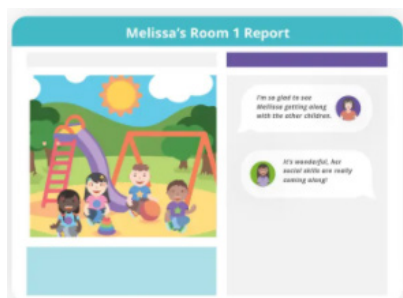 Melissa's Room 1 Report
I'm so glad to see
Melissa getting along
with the other children.
It's wonderful, her
social skills are really
coming along!